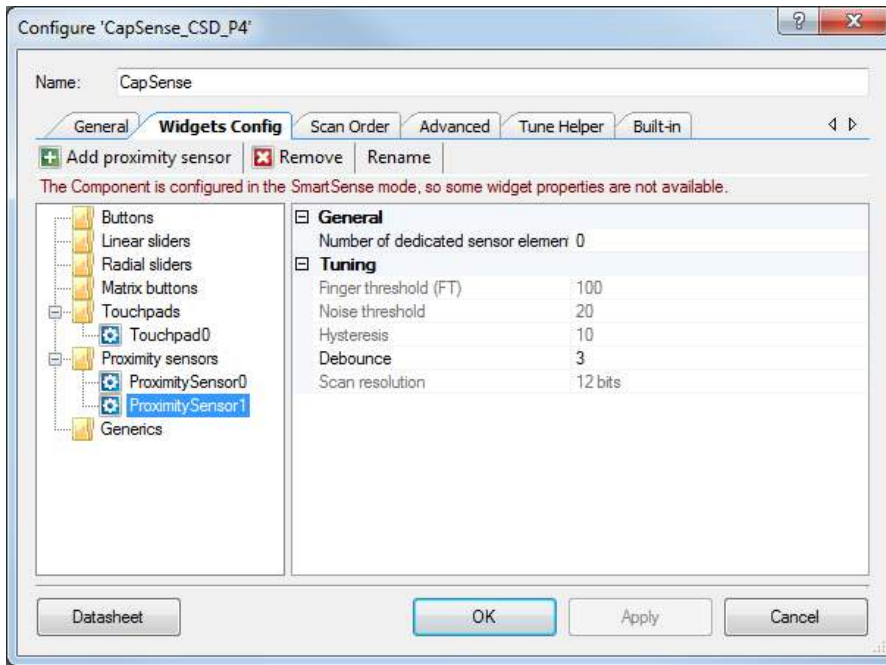 Configure 'CapSense_CSD_P4'
Name: CapSense
General Widgets Config Scan Order Advanced Tune Helper Built-in
Add proximity sensor Remove Rename
The Component is configured in the SmartSense mode, so some widget properties are not available.
Buttons
Linear sliders
Radial sliders
Matrix buttons
Touchpads
Touchpad0
Proximity sensors
ProximitySensor0
ProximitySensor1
Generics
General
Number of dedicated sensor elemen 0
Tuning
Finger threshold (FT) 100
Noise threshold 20
Hysteresis 10
Debounce 3
Scan resolution 12 bits
Datasheet OK Apply Cancel